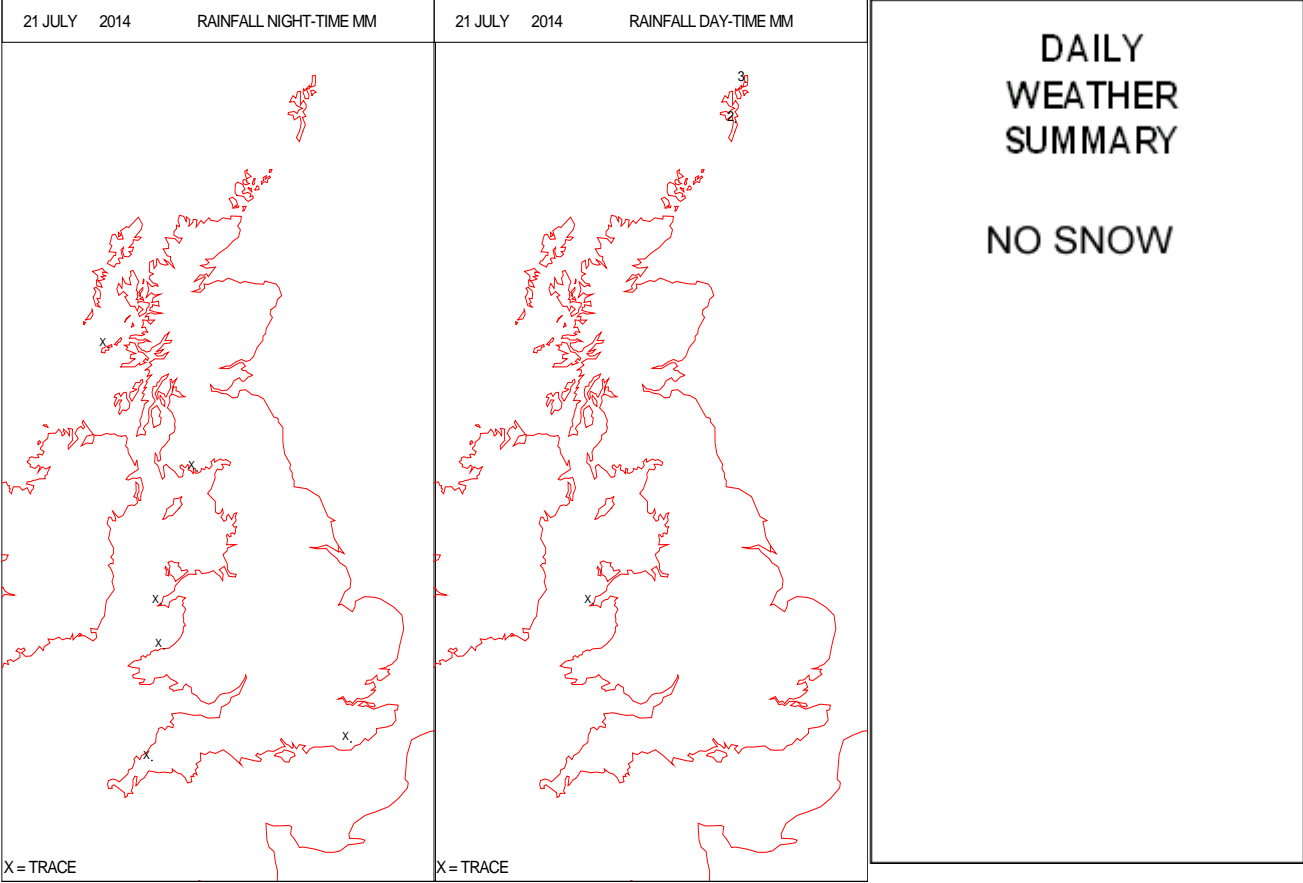 21 JULY 2014 RAINFALL NIGHT-TIME MM
X
X
X
X
X
X
X = TRACE
21 JULY 2014 RAINFALL DAY-TIME MM
3
2
X
X = TRACE
DAILY
WEATHER
SUMMARY
NO SNOW